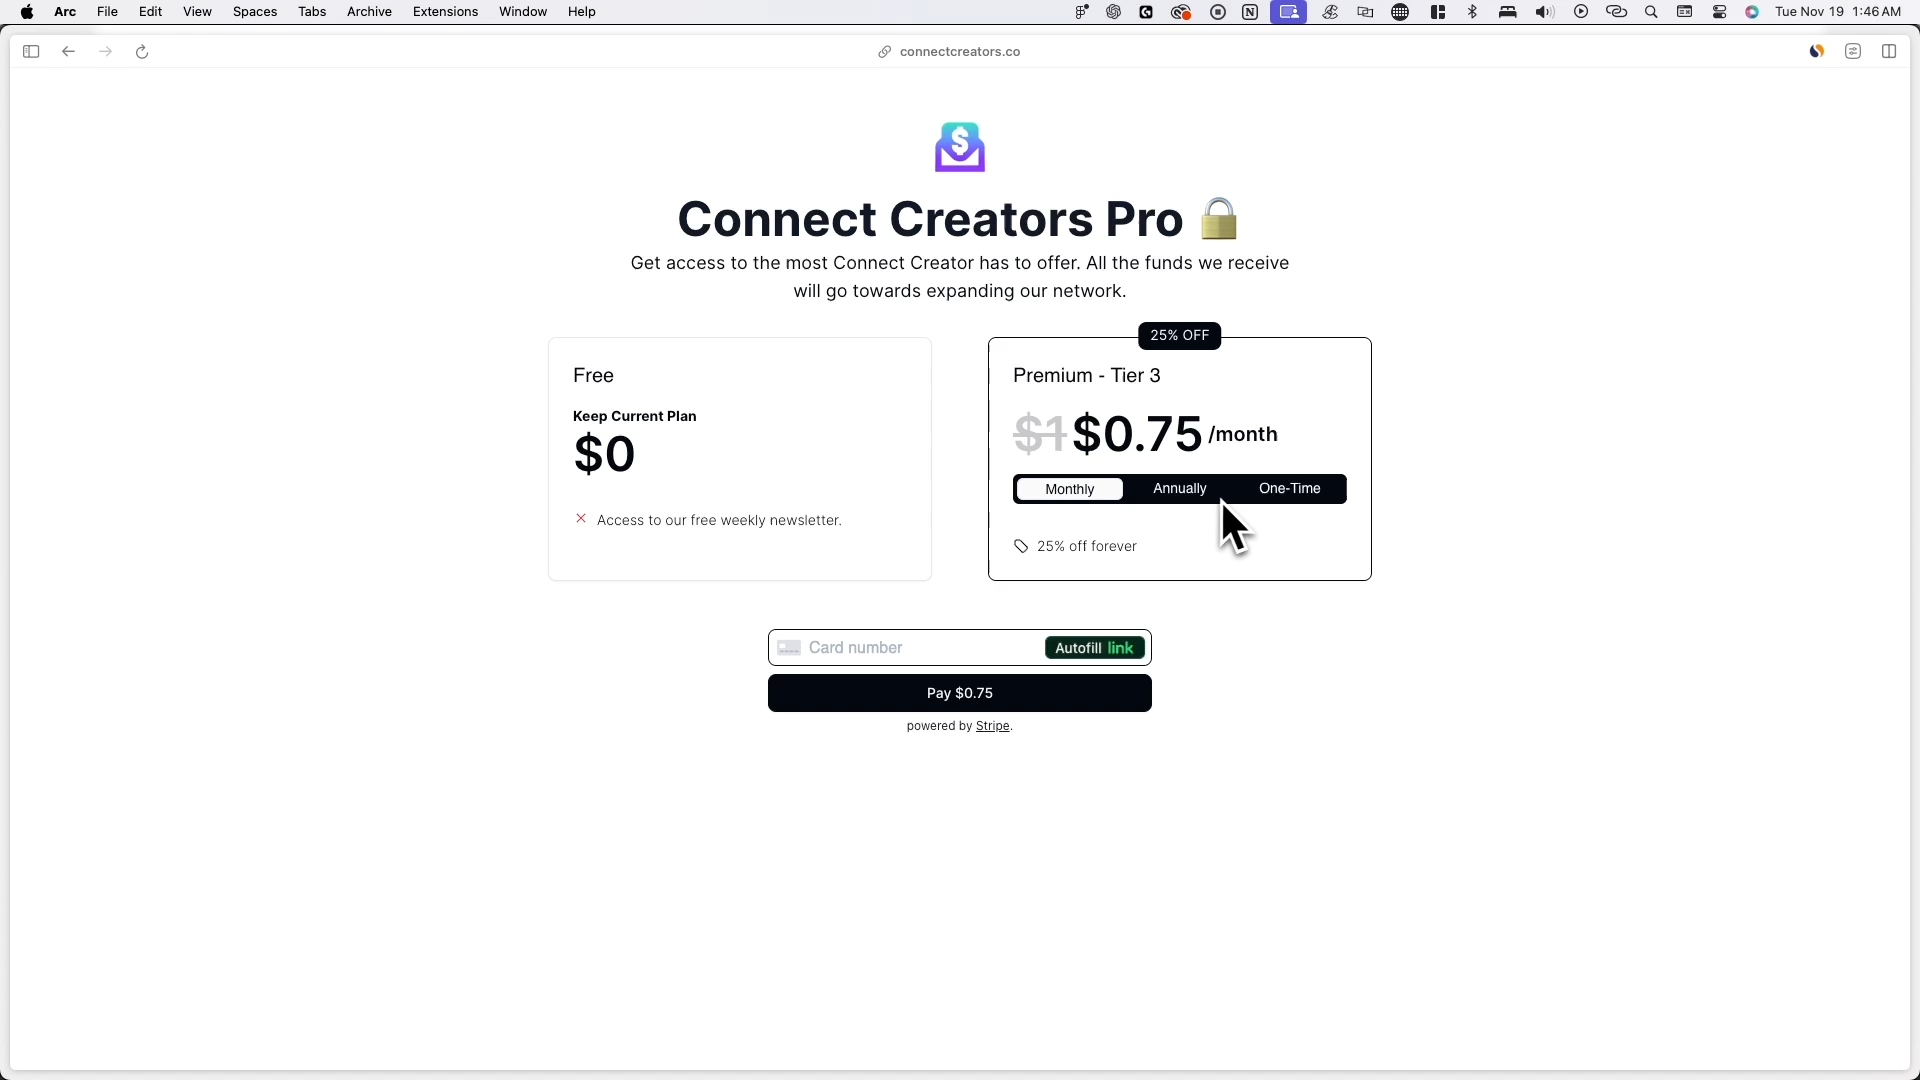 Arc File Edit View Spaces Tabs Archive Extensions Window Help Tue Nov 19 1:46 AM
connectcreators.co
Connect Creators Pro
Get access to the most Connect Creator has to offer. All the funds we receive
will go towards expanding our network.
Free
Keep Current Plan
$0
Access to our free weekly newsletter.
25% OFF
Premium - Tier 3
$1 $0.75 /month
Monthly Annually One-Time
25% off forever
Card number Autofill link
Pay $0.75
powered by Stripe.